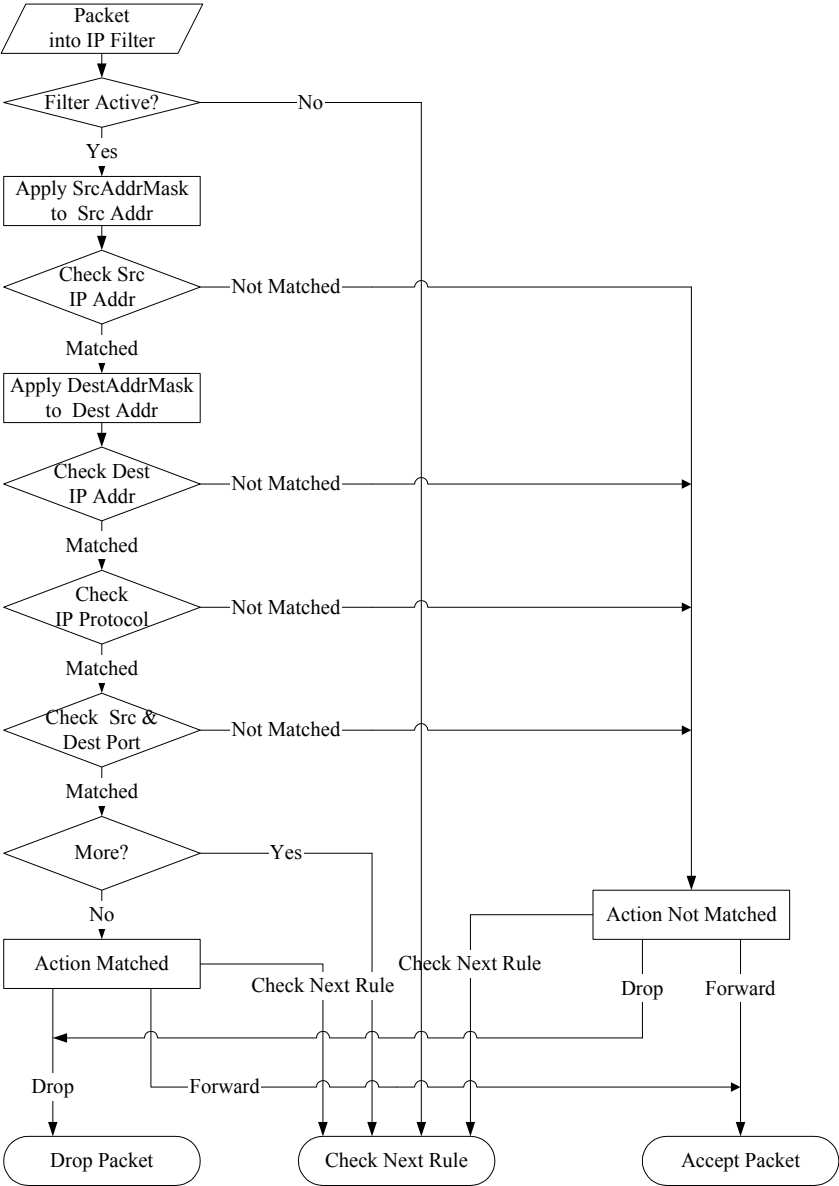 Packet
into IP Filter
Filter Active?
No
Yes
Apply SrcAddrMask
to Src Addr
Check Src
IP Addr
Not Matched
Matched
Apply DestAddrMask
to Dest Addr
Check Dest
IP Addr
Not Matched
Matched
Check
IP Protocol
Not Matched
Matched
Check Src &
Dest Port
Not Matched
Matched
More?
Yes
No
Action Not Matched
Action Matched
Check Next Rule
Check Next Rule
Drop
Forward
Drop
Forward
Drop Packet
Check Next Rule
Accept Packet